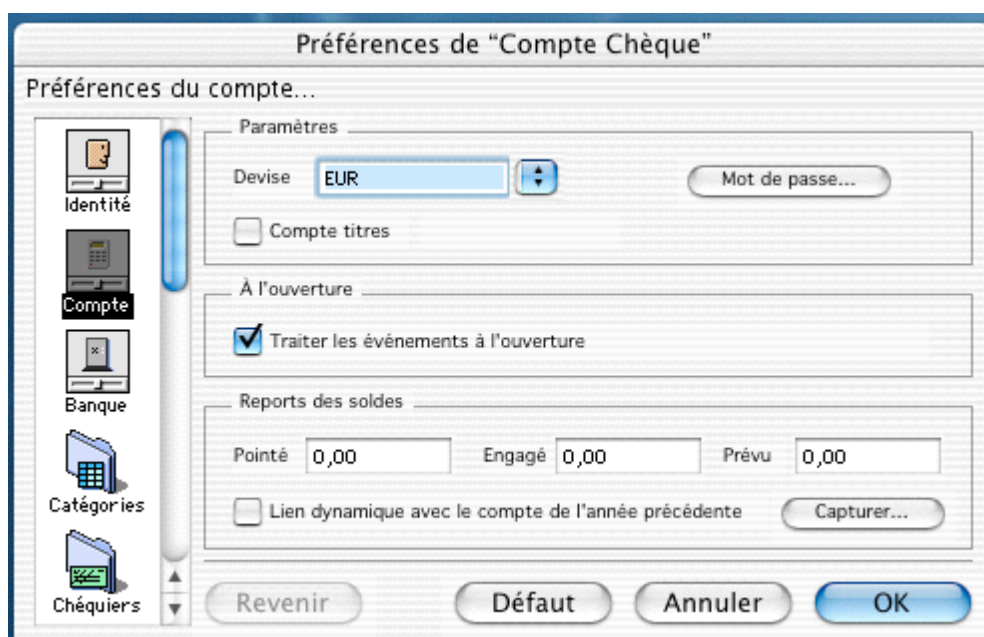 Préférences de “Compte Chèque”
Préférences du compte...
Identité
Compte
Banque
Catégories
Chéquiers
Paramètres
Devise EUR Mot de passe...
Compte titres
À l'ouverture
Traiter les événements à l'ouverture
Reports des soldes
Pointé 0,00 Engagé 0,00 Prévu 0,00
Lien dynamique avec le compte de l'année précédente Capturer...
Revenir Défaut Annuler OK